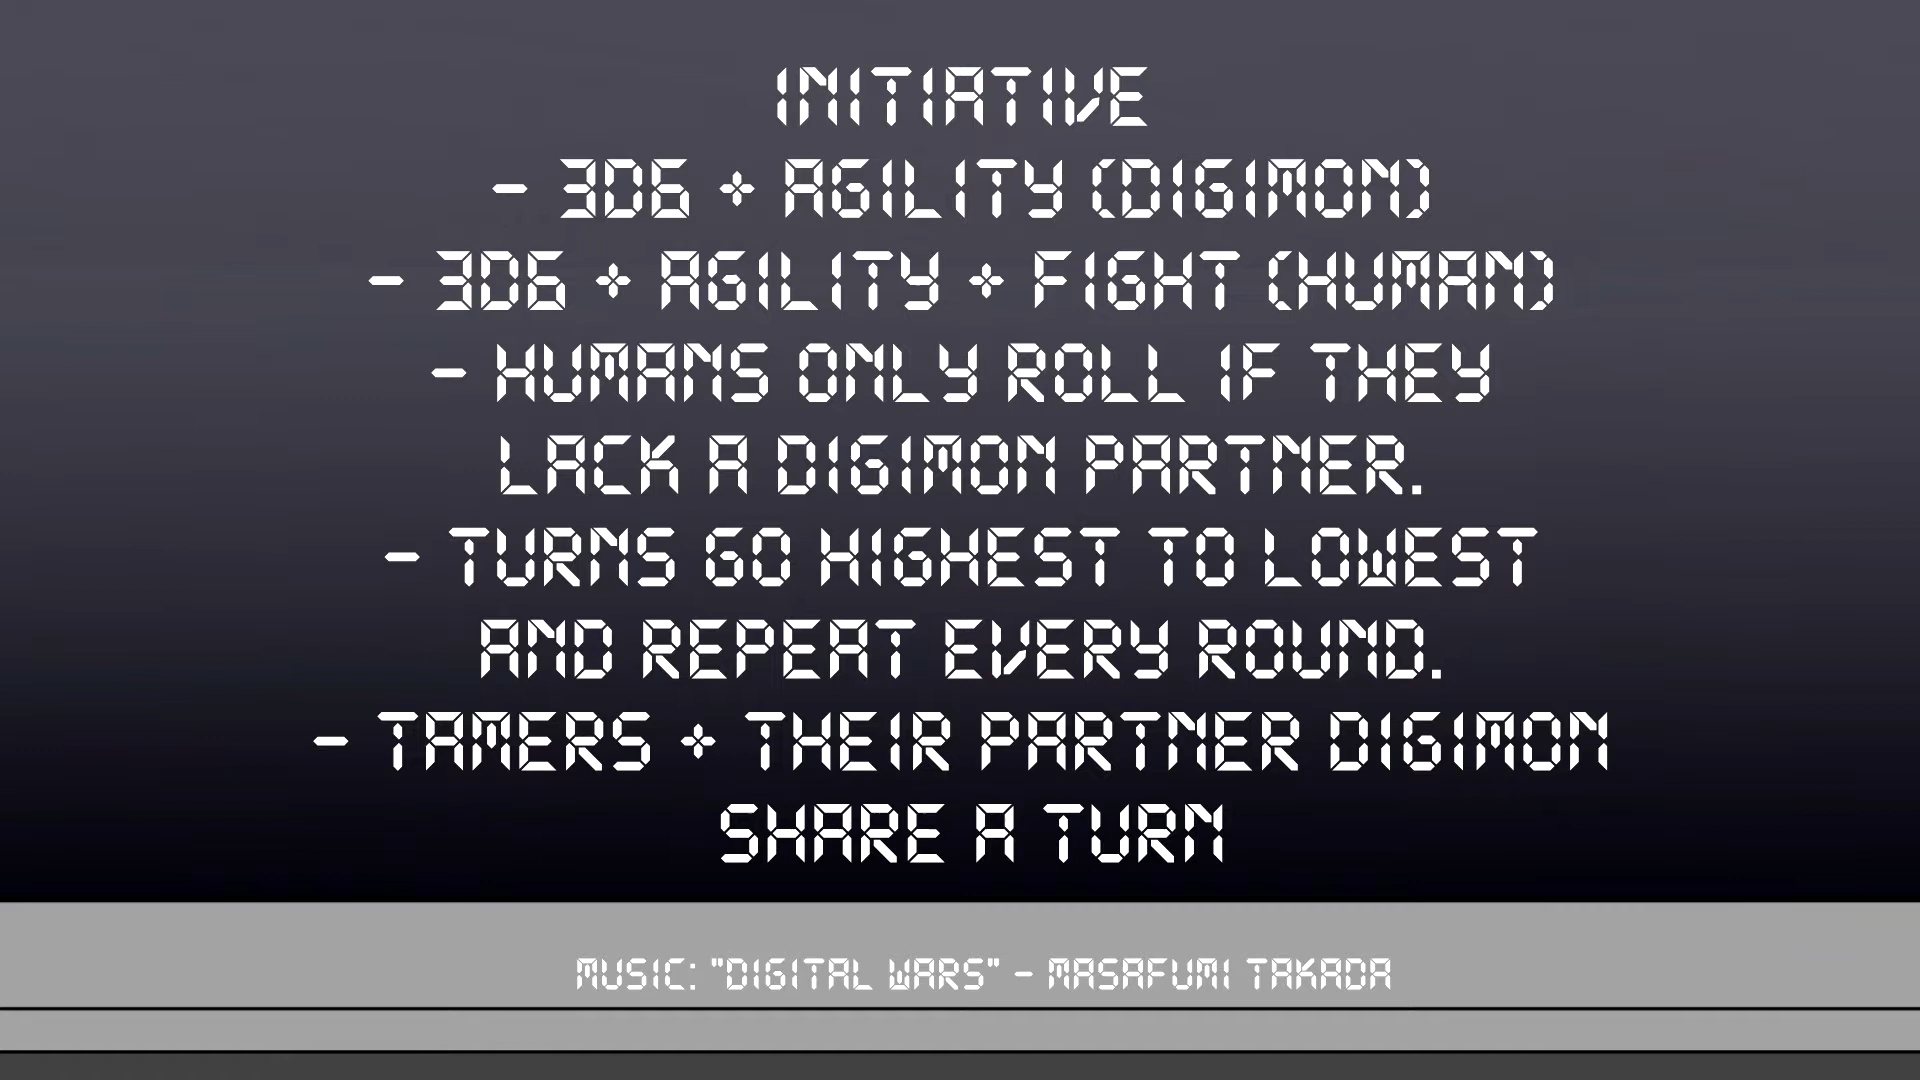 INITIATIVE
- 3D6 + AGILITY (DIGIMON)
- 3D6 + AGILITY + FIGHT (HUMAN)
- HUMANS ONLY ROLL IF THEY
LACK A DIGIMON PARTNER.
- TURNS GO HIGHEST TO LOWEST
AND REPEAT EVERY ROUND.
- TAMERS + THEIR PARTNER DIGIMON
SHARE A TURN
MUSIC: "DIGITAL WARS" - MASAFUMI TAKADA